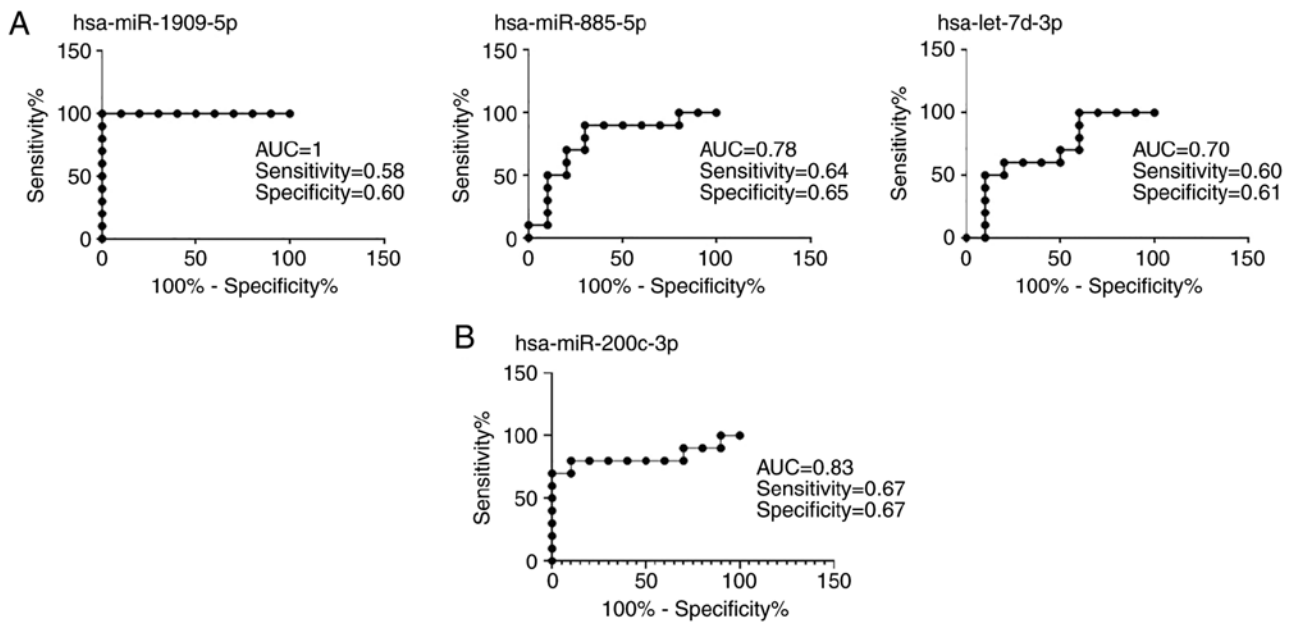 A
hsa-miR-1909-5p
150
100
50
0
Sensitivity%
AUC=1
Sensitivity=0.58
Specificity=0.60
0 50 100 150
100% - Specificity%
hsa-miR-885-5p
150
100
50
0
Sensitivity%
AUC=0.78
Sensitivity=0.64
Specificity=0.65
0 50 100 150
100% - Specificity%
hsa-let-7d-3p
150
100
50
0
Sensitivity%
AUC=0.70
Sensitivity=0.60
Specificity=0.61
0 50 100 150
100% - Specificity%
B
hsa-miR-200c-3p
150
100
50
0
Sensitivity%
AUC=0.83
Sensitivity=0.67
Specificity=0.67
0 50 100 150
100% - Specificity%